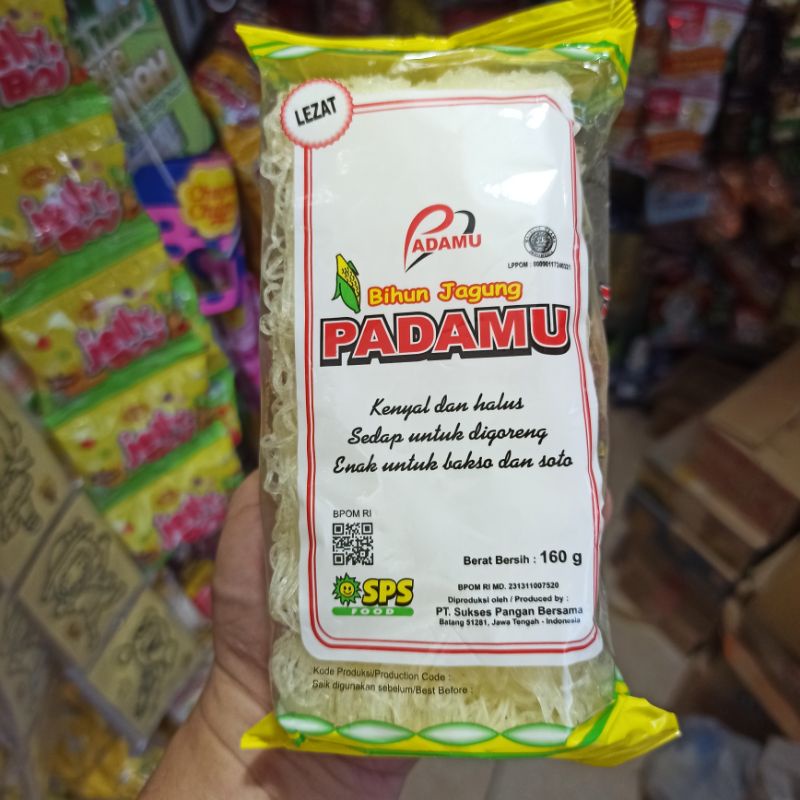 LEZAT
PADAMU
Bihun Jagung
PADAMU
Kenyal dan halus
Sedap untuk digoreng
Enak untuk bakso dan soto
BPOM RI
Berat Bersih : 160 g
SPS
FOOD
BPOM RI MD. 231311007520
Diproduksi oleh / Produced by :
PT. Sukses Pangan Bersama
Batang 51281, Jawa Tengah - Indonesia
Kode Produksi/Production Code :
Baik digunakan sebelum/Best Before :
Chupa
Chups